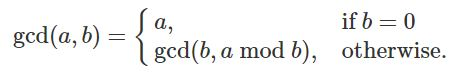 gcd(a, b) = { a, if b = 0
gcd(b, a mod b), otherwise.